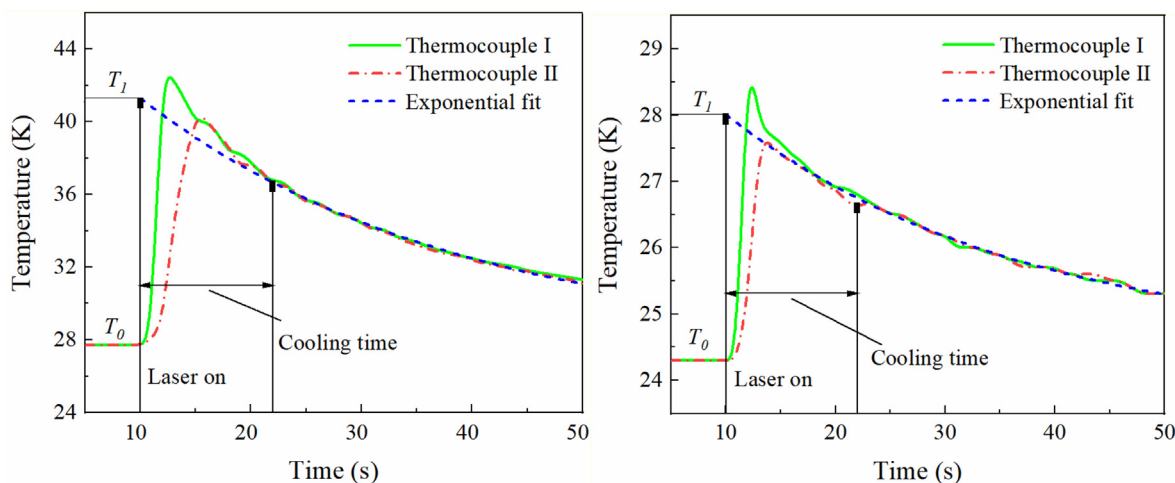 44
40
36
32
28
24
Temperature (K)
T1
T0
Thermocouple I
Thermocouple II
Exponential fit
Cooling time
Laser on
10
20
30
40
50
Time (s)
29
28
27
26
25
24
Temperature (K)
T1
T0
Thermocouple I
Thermocouple II
Exponential fit
Cooling time
Laser on
10
20
30
40
50
Time (s)